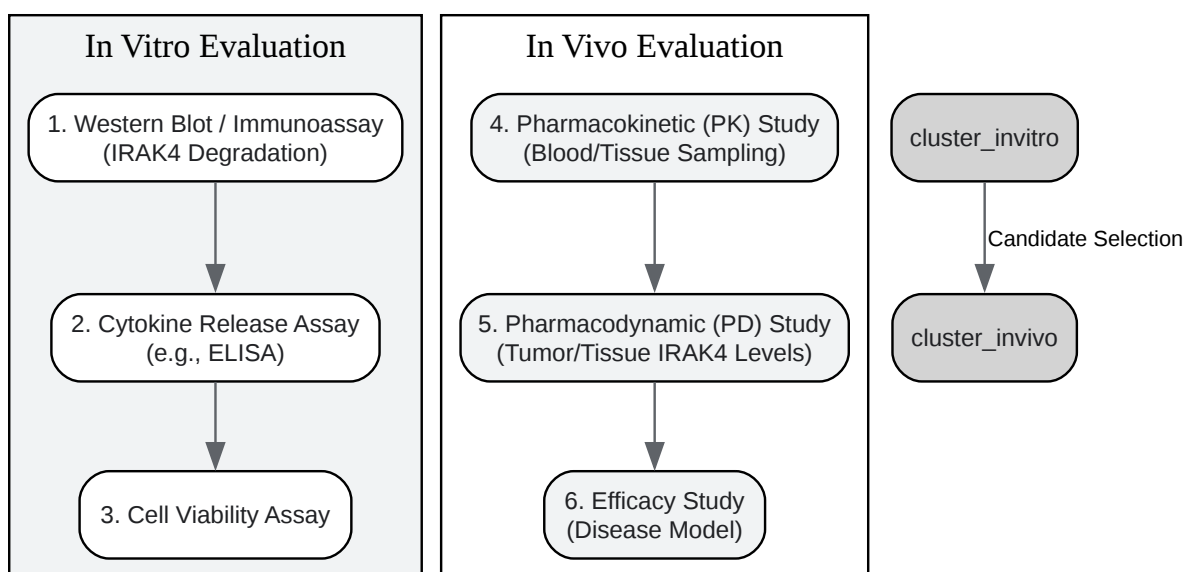 In Vitro Evaluation
1. Western Blot / Immunoassay
(IRAK4 Degradation)
2. Cytokine Release Assay
(e.g., ELISA)
3. Cell Viability Assay
In Vivo Evaluation
4. Pharmacokinetic (PK) Study
(Blood/Tissue Sampling)
5. Pharmacodynamic (PD) Study
(Tumor/Tissue IRAK4 Levels)
6. Efficacy Study
(Disease Model)
cluster_invitro
Candidate Selection
cluster_invivo